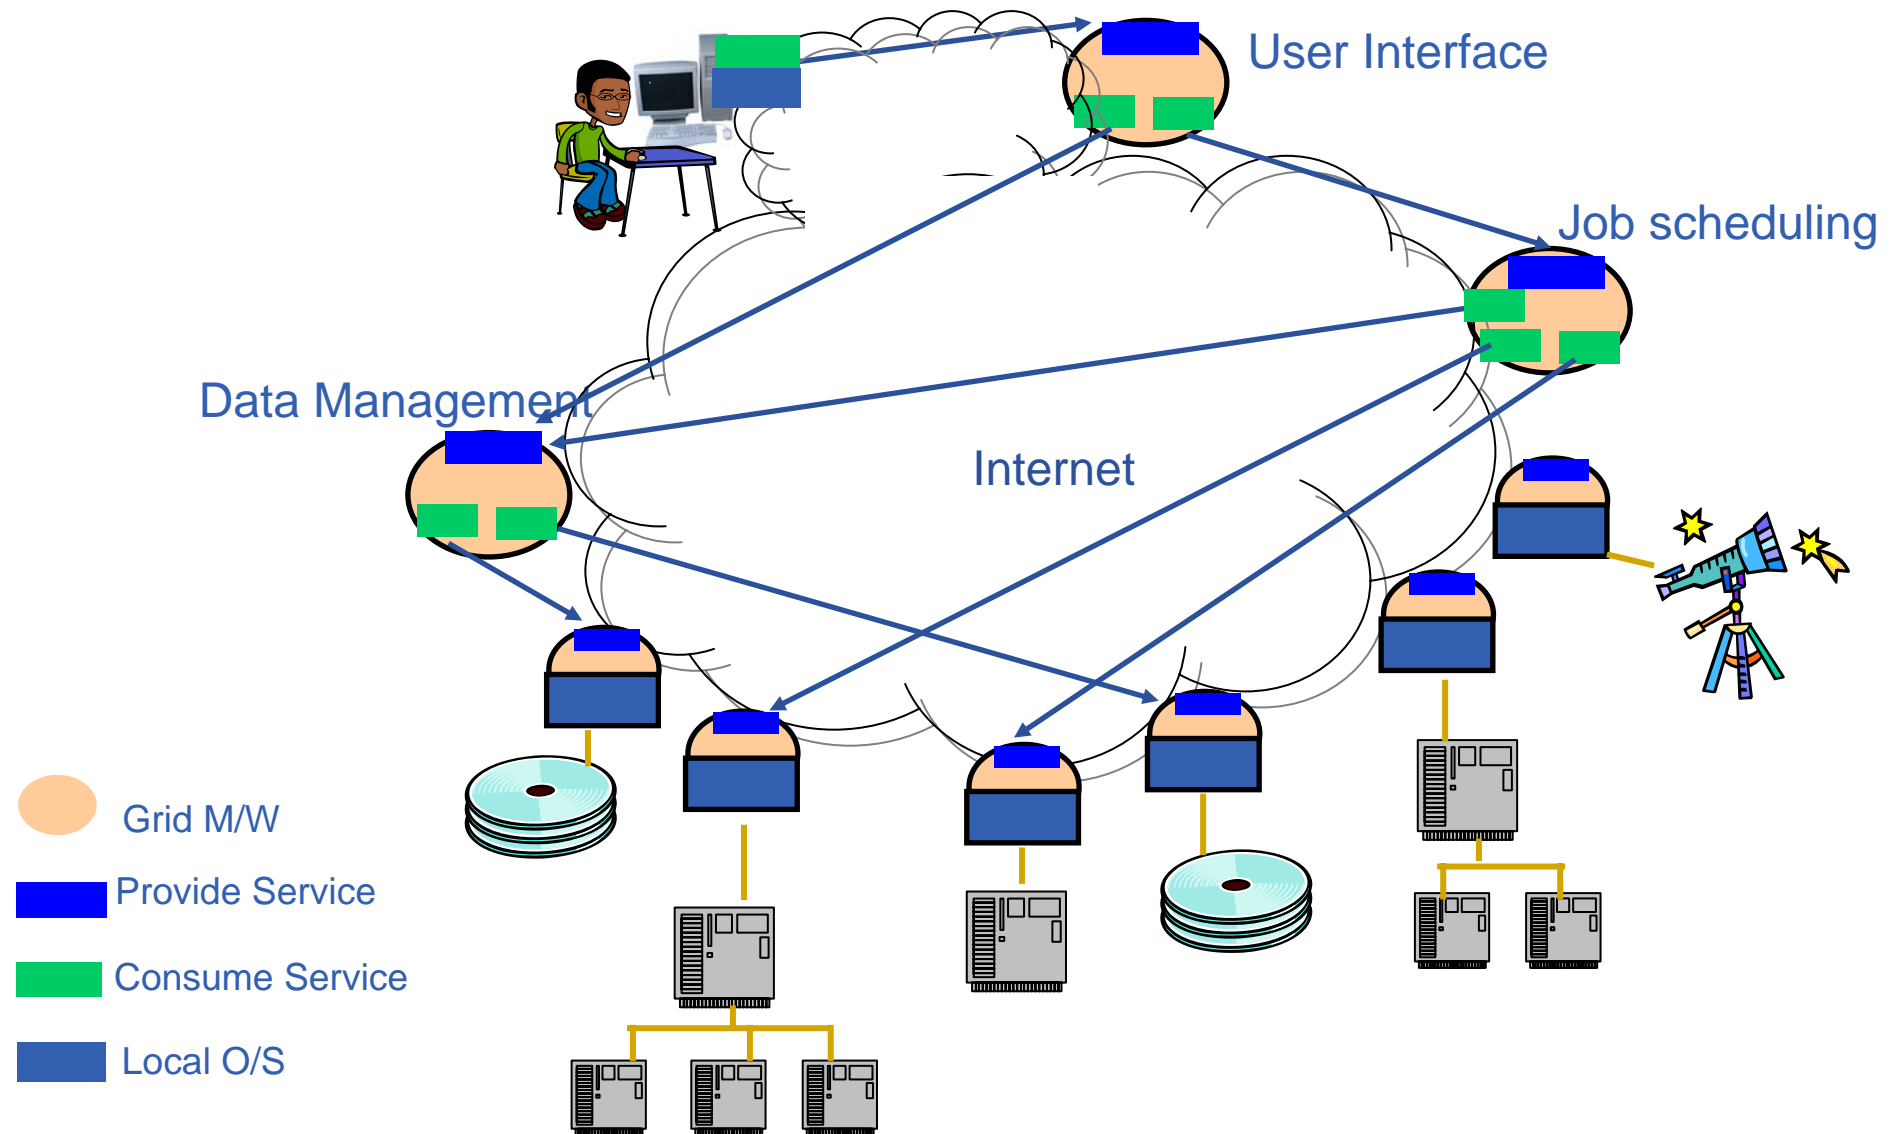 User Interface
Job scheduling
Data Management
Internet
Grid M/W
Provide Service
Consume Service
Local O/S